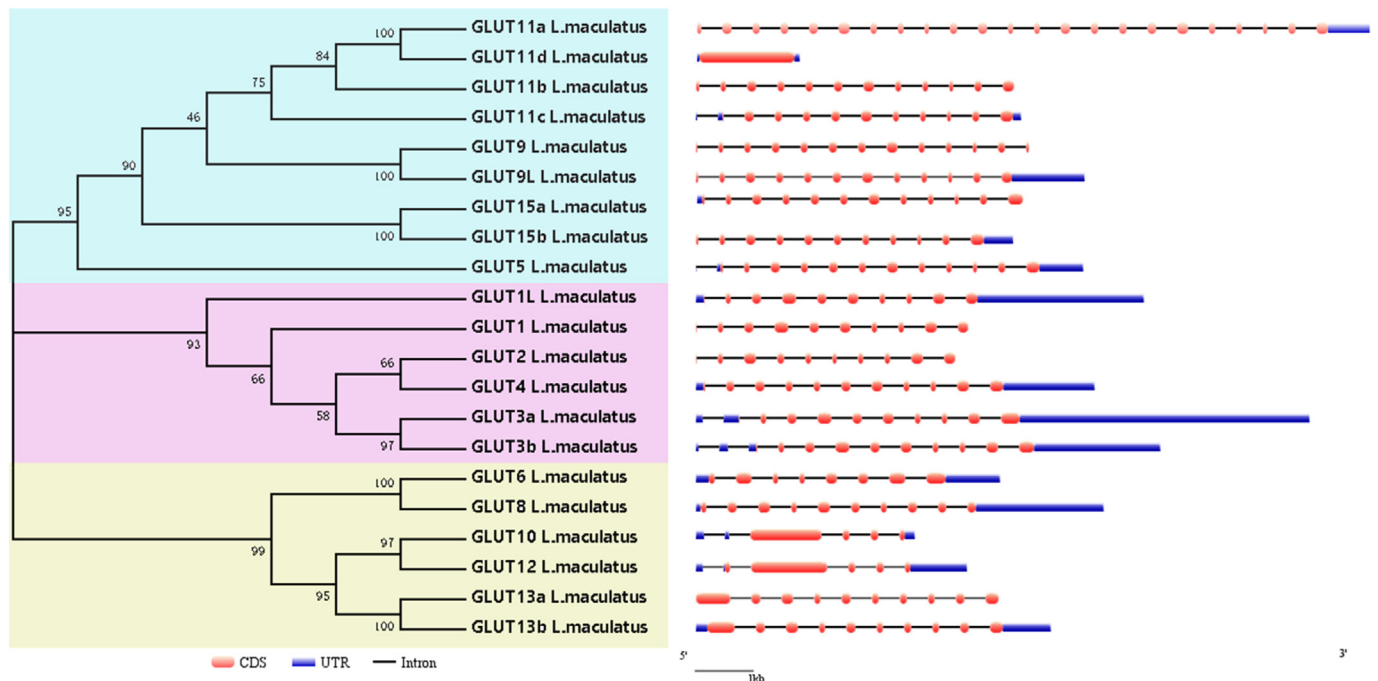 GLUT11a L.maculatus
100
GLUT11d L.maculatus
84
GLUT11b L.maculatus
75
GLUT11c L.maculatus
46
GLUT9 L.maculatus
100
GLUT9L L.maculatus
90
GLUT15a L.maculatus
95
100
GLUT15b L.maculatus
GLUT5 L.maculatus
GLUT1L L.maculatus
93
GLUT1 L.maculatus
66
GLUT2 L.maculatus
66
GLUT4 L.maculatus
58
GLUT3a L.maculatus
97
GLUT3b L.maculatus
GLUT6 L.maculatus
100
GLUT8 L.maculatus
99
GLUT10 L.maculatus
97
GLUT12 L.maculatus
95
GLUT13a L.maculatus
100
GLUT13b L.maculatus
CDS UTR Intron
5' 3'
1kb